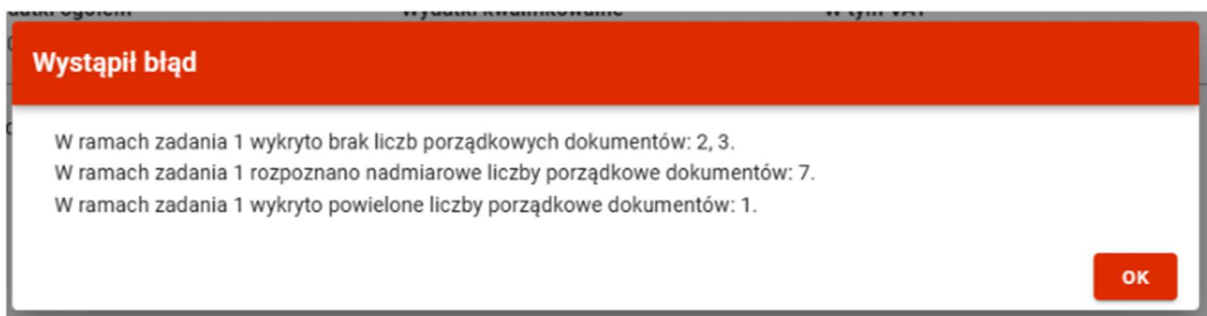 Wystąpił błąd
W ramach zadania 1 wykryto brak liczb porządkowych dokumentów: 2, 3.
W ramach zadania 1 rozpoznano nadmiarowe liczby porządkowe dokumentów: 7.
W ramach zadania 1 wykryto powielone liczby porządkowe dokumentów: 1.
OK